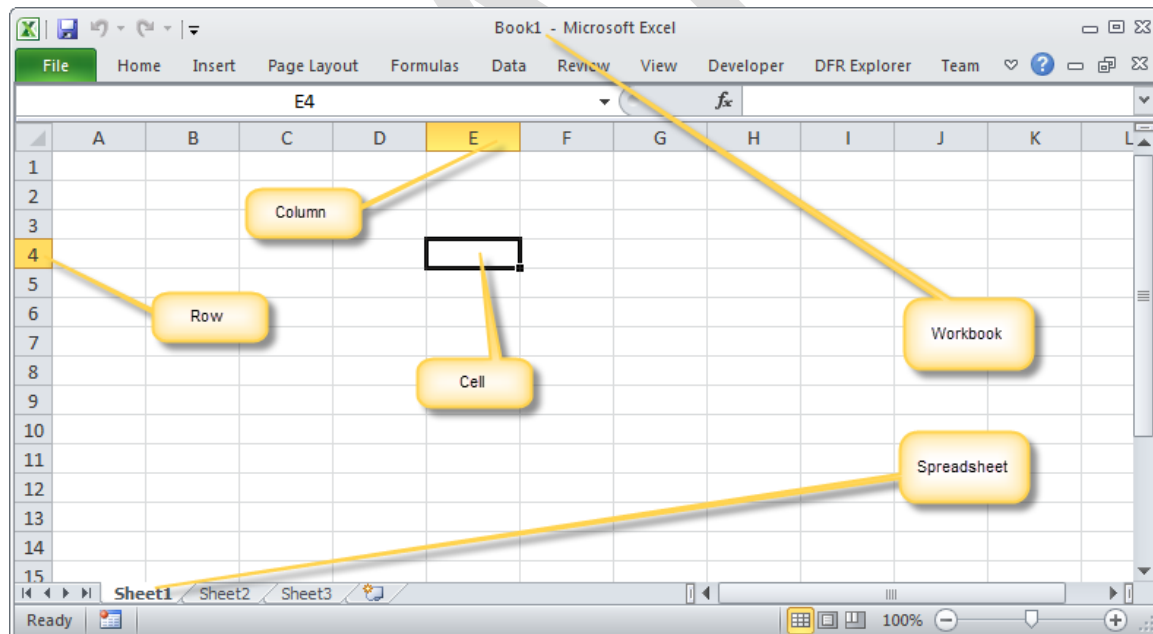 Book1 - Microsoft Excel
File Home Insert Page Layout Formulas Data Review View Developer DFR Explorer Team
E4 fx
A B C D E F G H I J K L
1
2
Column
3
4
5
6 Row
Workbook
7
8
Cell
9
10
11
Spreadsheet
12
13
14
15
Sheet1 Sheet2 Sheet3
Ready 100%